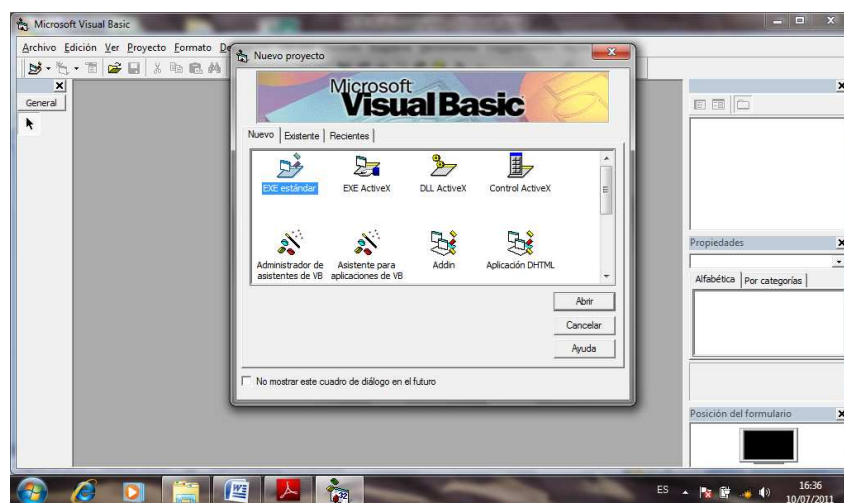 Microsoft Visual Basic
Archivo Edición Ver Proyecto Formato
General
Nuevo proyecto
Microsoft
Visual Basic
Nuevo Existente Recientes
EXE estándar EXE ActiveX DLL ActiveX Control ActiveX
Administrador de asistentes de VB
Asistente para aplicaciones de VB
Addin
Aplicación DHTML
Abrir
Cancelar
Ayuda
No mostrar este cuadro de diálogo en el futuro
Propiedades
Alfabética Por categorías
Posición del formulario
ES
16:36
10/07/2011